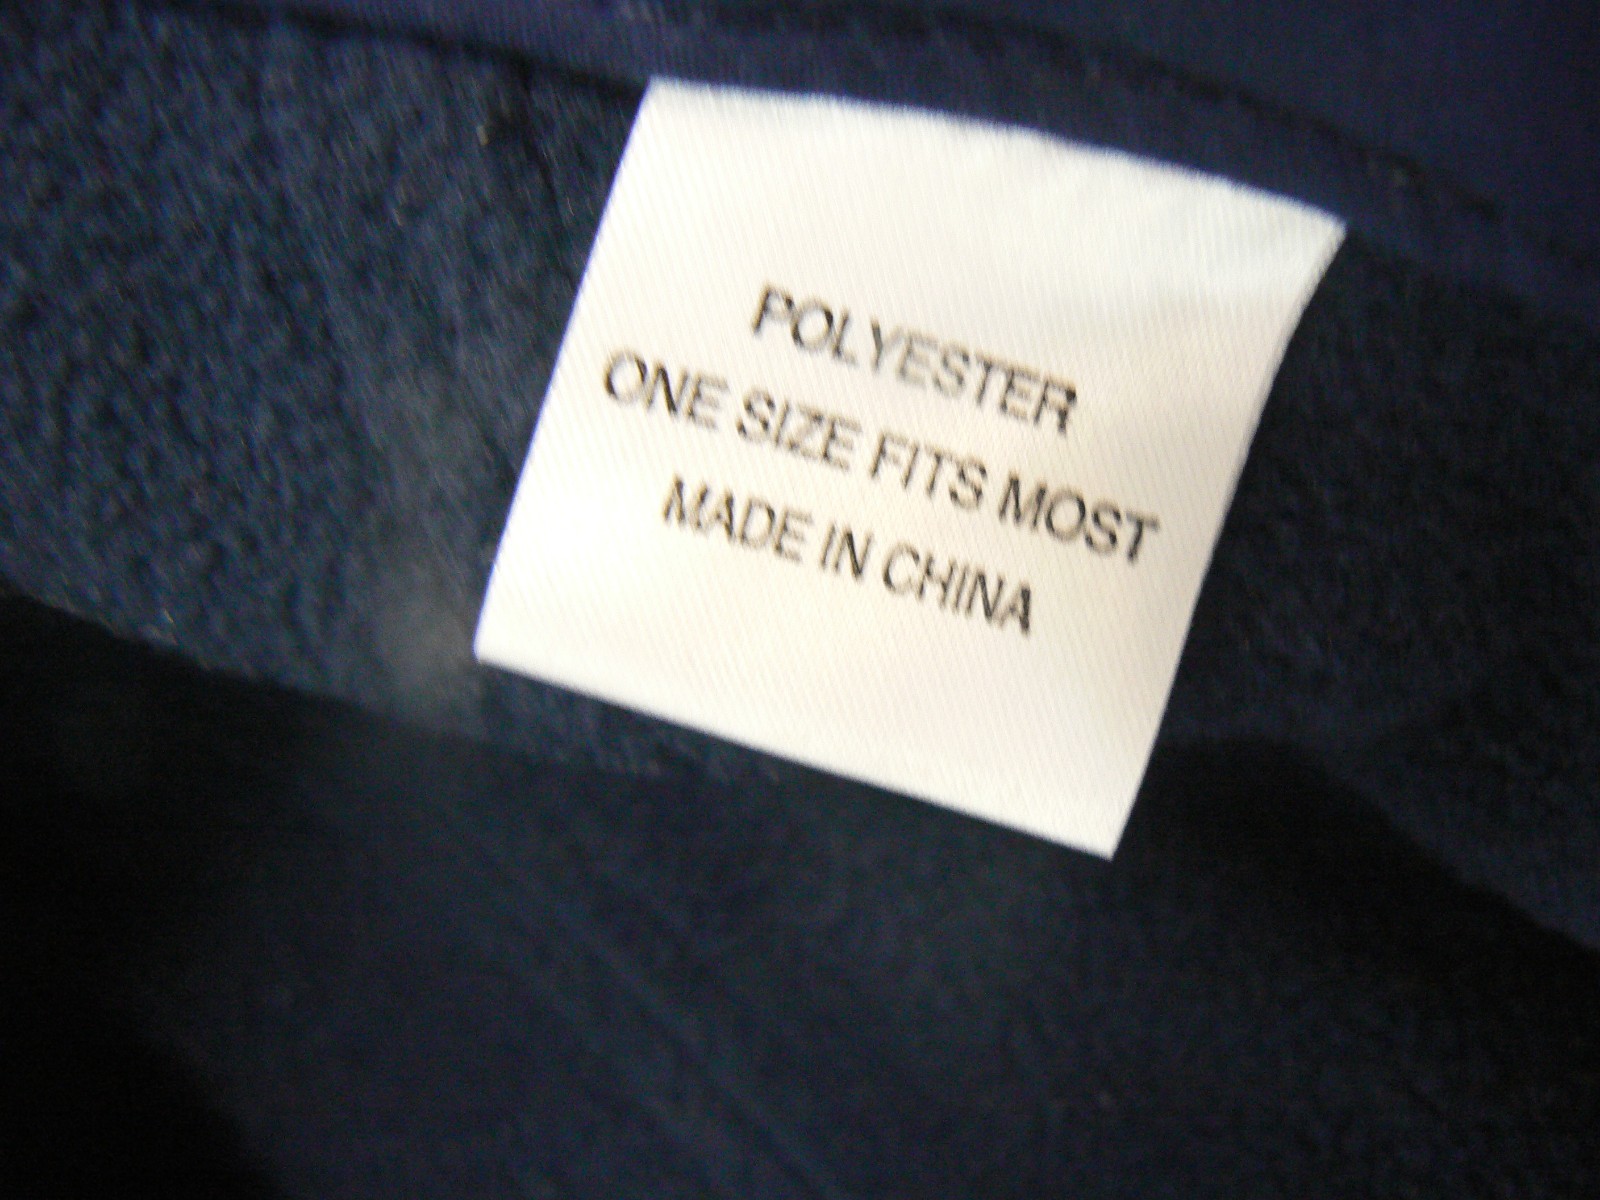 POLYESTER
ONE SIZE FITS MOST
MADE IN CHINA